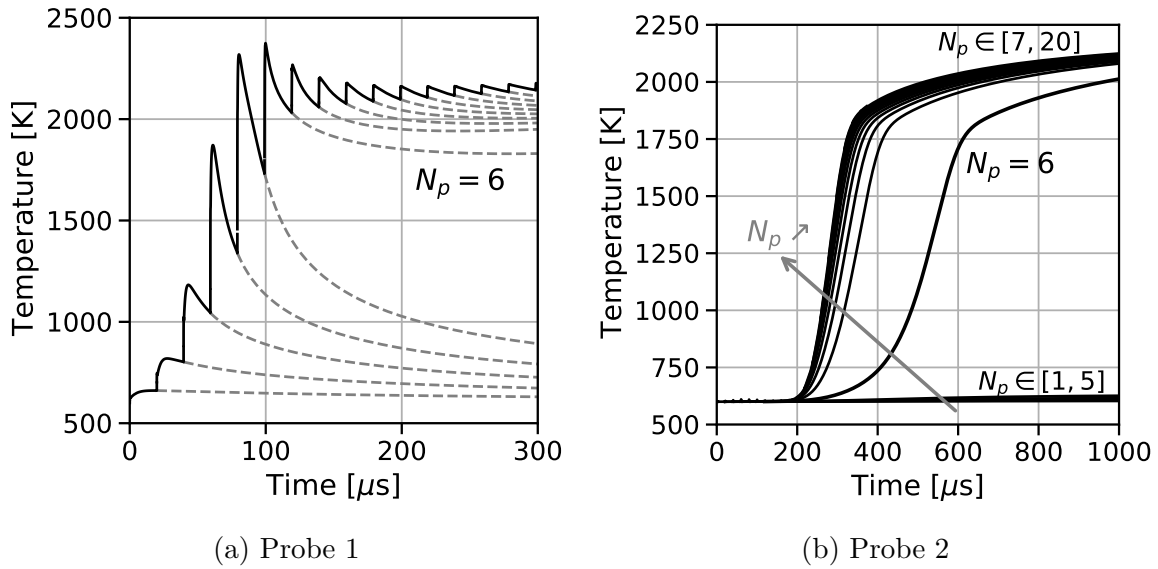 2500
2000
1500
1000
500
0
100
200
300
Temperature [K]
Time [μs]
N_p = 6
(a) Probe 1
2250
2000
1750
1500
1250
1000
750
500
0
200
400
600
800
1000
Temperature [K]
Time [μs]
N_p ∈ [7, 20]
N_p = 6
N_p ↗
N_p ∈ [1, 5]
(b) Probe 2